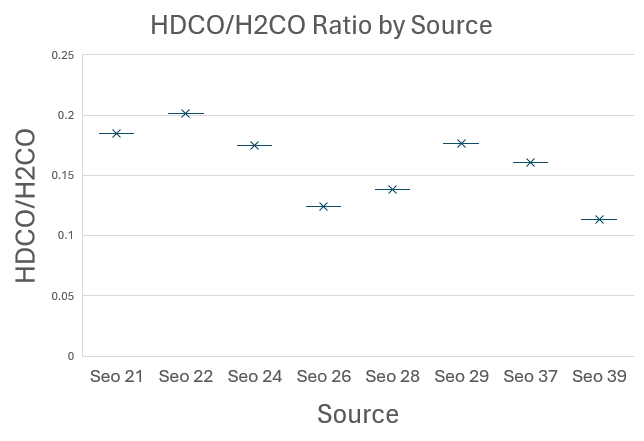 HDCO/H2CO Ratio by Source
0.25
0.2
0.15
0.1
0.05
0
HDCO/H2CO
Seo 21 Seo 22 Seo 24 Seo 26 Seo 28 Seo 29 Seo 37 Seo 39
Source